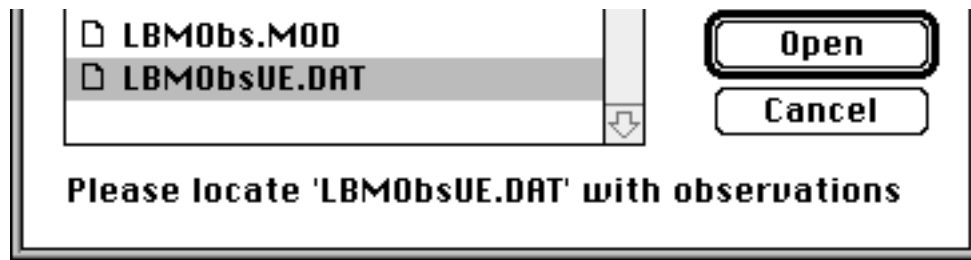 LBMObs.MOD
LBMObsUE.DAT
Open
Cancel
Please locate 'LBMObsUE.DAT' with observations